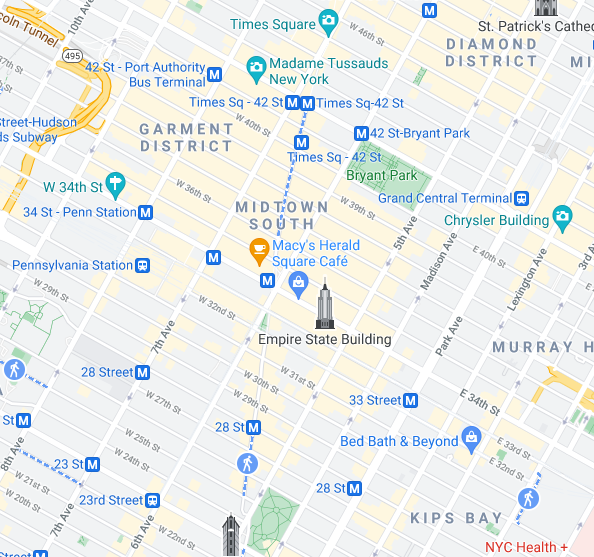 Times Square
10th Ave
St. Patrick's Cathed
W 46th St
DIAMOND
DISTRICT
MI
coln Tunnel
495
Madame Tussauds
New York
42 St - Port Authority
Bus Terminal
Times Sq - 42 St
Times Sq-42 St
Street-Hudson
ds Subway
GARMENT
DISTRICT
W 40th St
42 St-Bryant Park
Times Sq - 42 St
Bryant Park
W 34th St
W 36th St
Grand Central Terminal
34 St - Penn Station
MIDTOWN
SOUTH
W 39th St
Chrysler Building
5th Ave
E 40th St
3rd A
Macy's Herald
Square Café
Pennsylvania Station
Madison Ave
Lexington Ave
W 29th St
W 32nd St
Empire State Building
Park Ave
7th Ave
MURRAY H
28 Street
W 31st St
W 30th St
W 27th St
W 29th St
33 Street
E 34th St
St
28 St
W 25th St
Bed Bath & Beyond
E 33rd St
8th Ave
23 St
W 24th St
E 32nd St
W 21st St
28 St
W 20th St
23rd Street
KIPS BAY
7th Ave
6th Ave
W 22nd St
NYC Health +